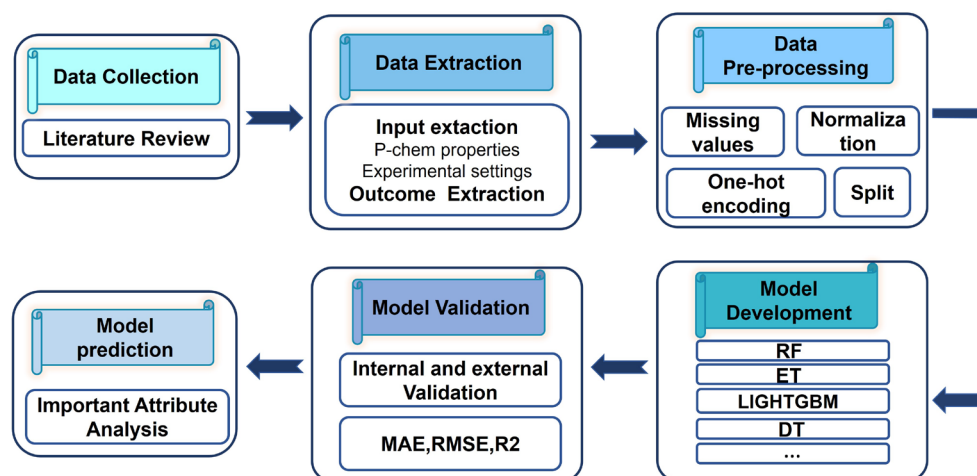 Data Collection
Literature Review
Data Extraction
Input extaction
P-chem properties
Experimental settings
Outcome Extraction
Data
Pre-processing
Missing
values
Normaliza
tion
One-hot
encoding
Split
Model
prediction
Important Attribute
Analysis
Model Validation
Internal and external
Validation
MAE,RMSE,R2
Model
Development
RF
ET
LIGHTGBM
DT
...